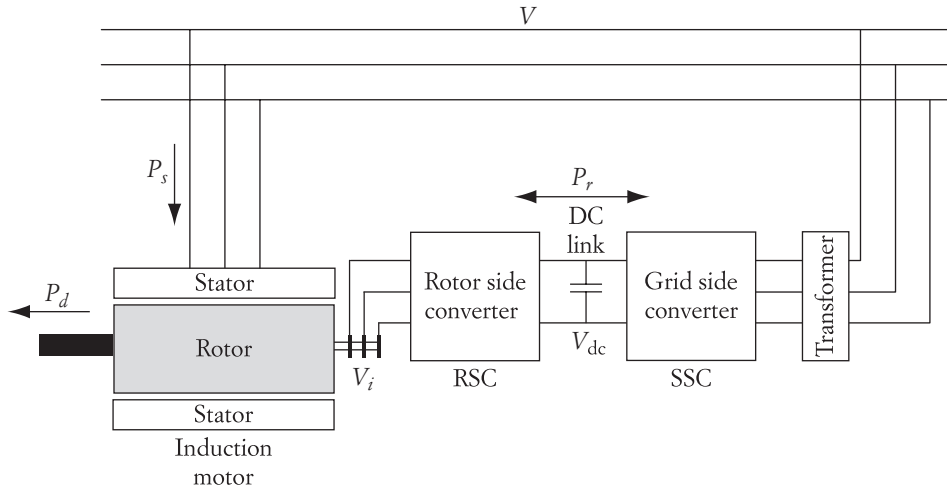 V
P_s
P_r
DC
link
Stator
Rotor side
converter
Grid side
converter
Transformer
P_d
Rotor
V_i
V_dc
RSC
SSC
Stator
Induction
motor